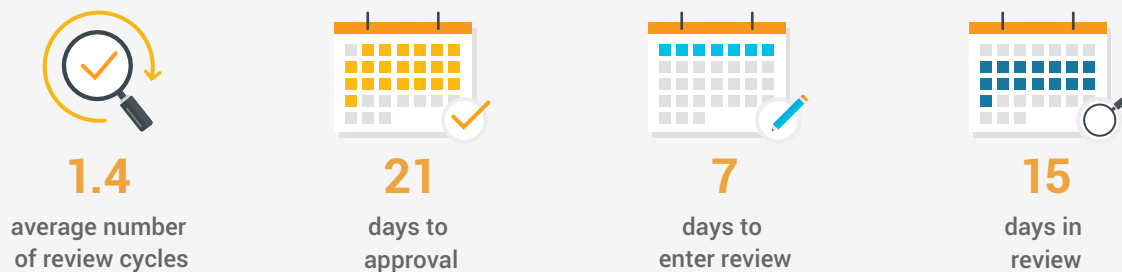 1.4
average number
of review cycles
21
days to
approval
7
days to
enter review
15
days in
review